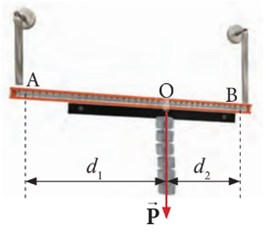 A O B
d₁ d₂
P⃗